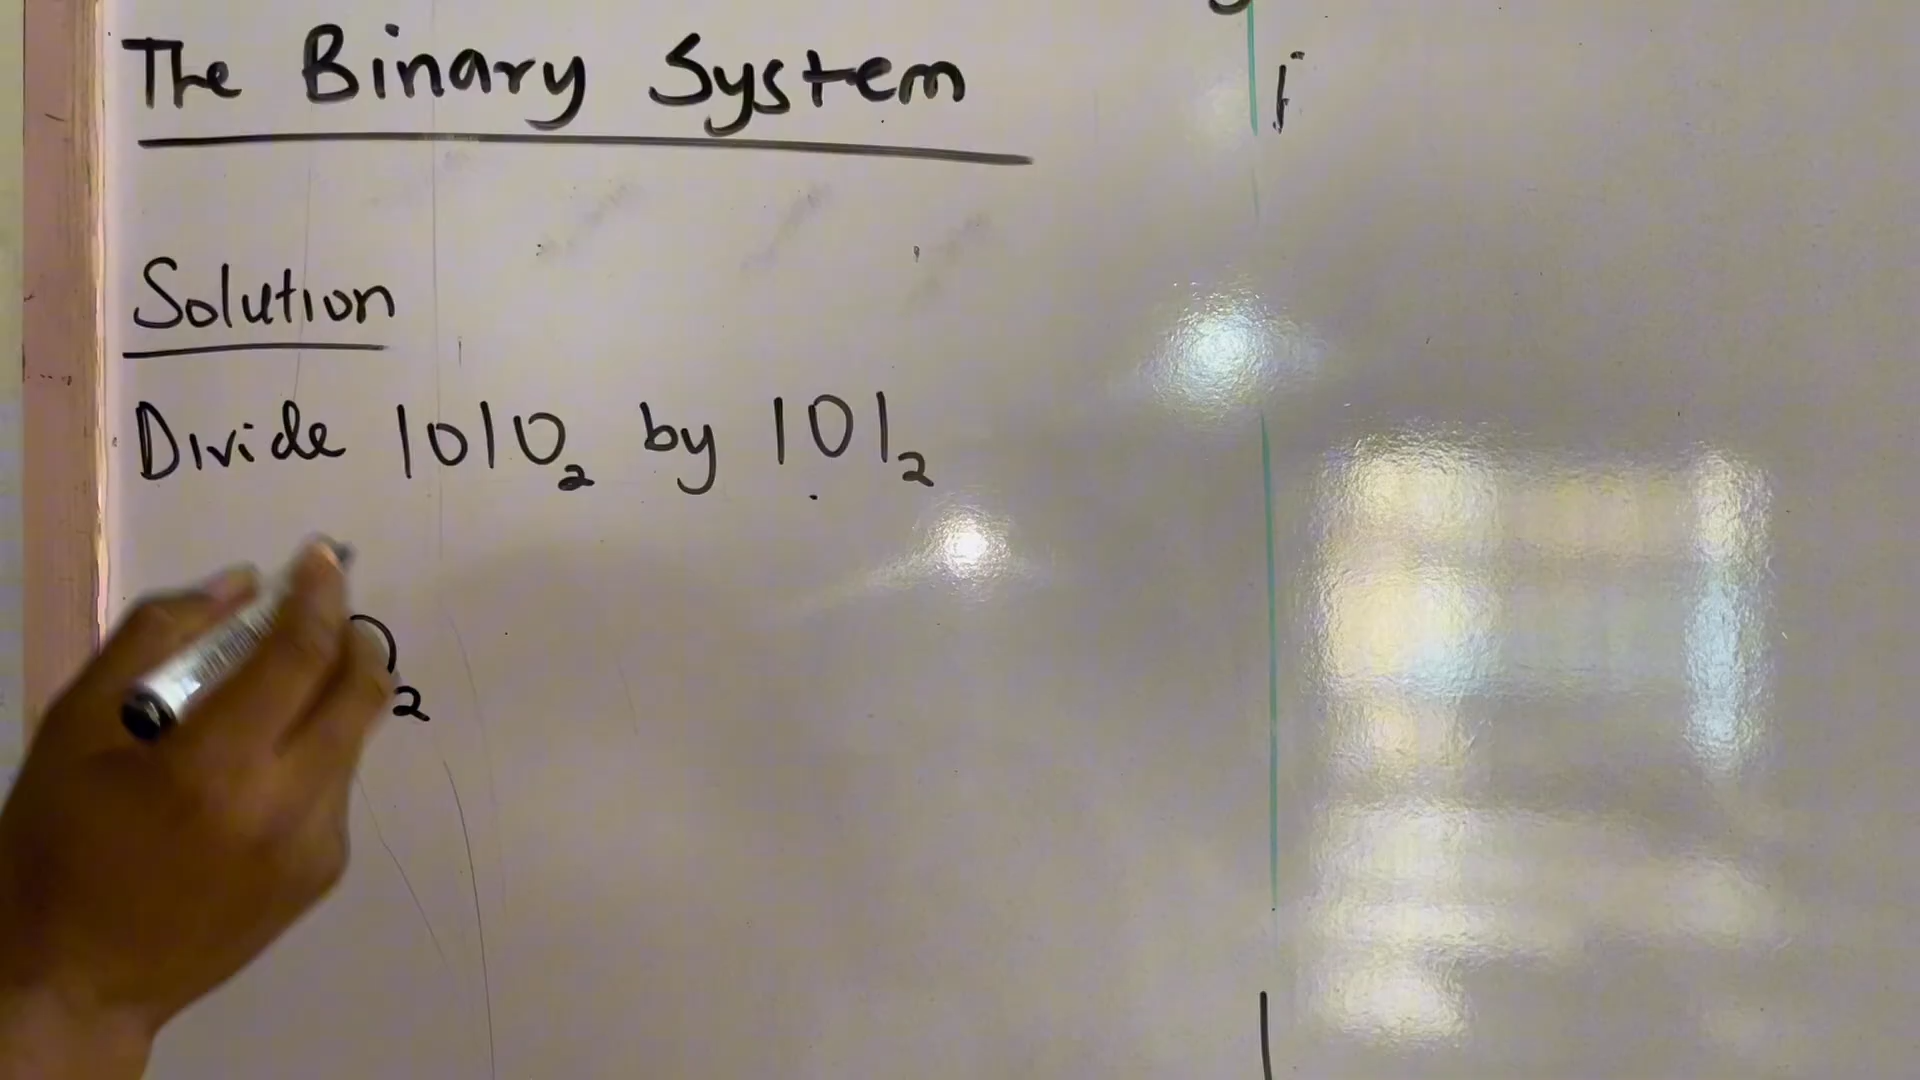 The Binary System
Solution
Divide 1010₂ by 101₂
2